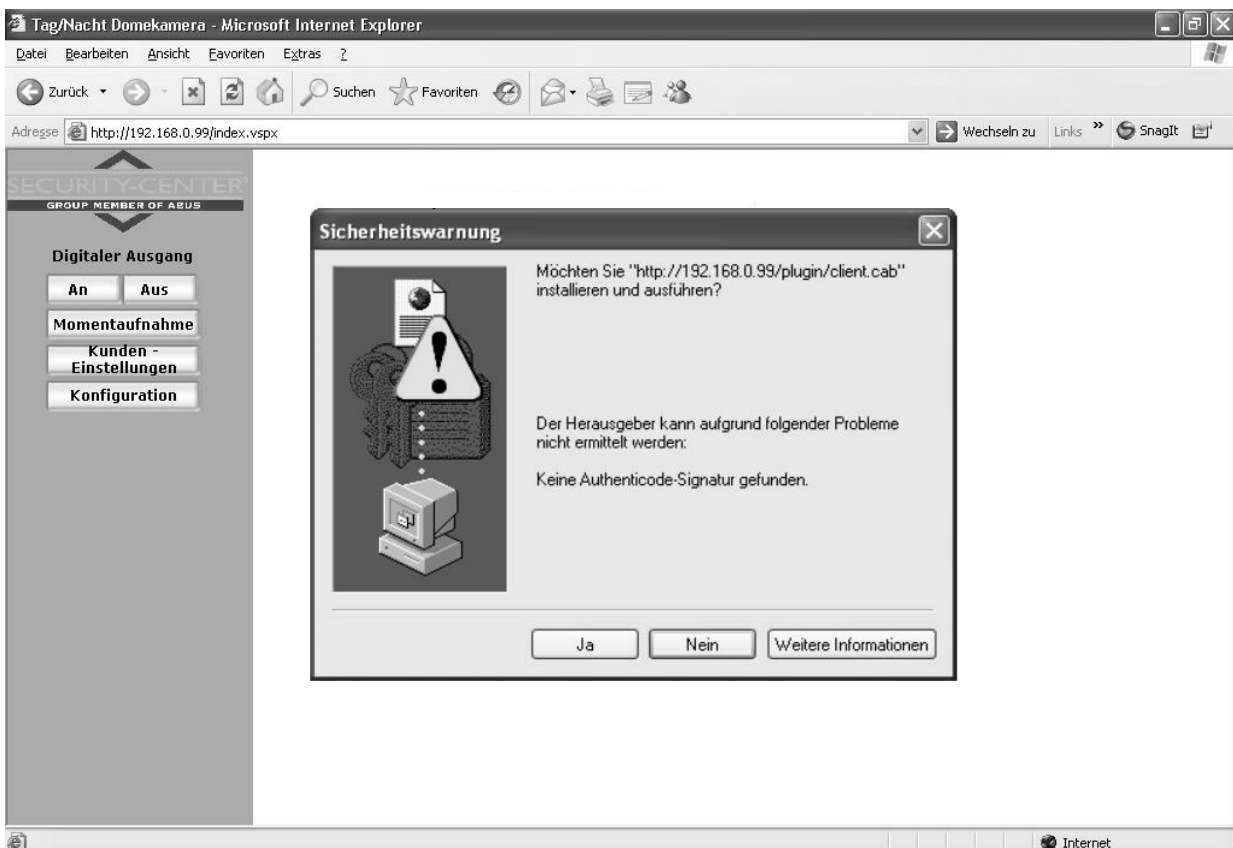 Tag/Nacht Domekamera - Microsoft Internet Explorer
Datei Bearbeiten Ansicht Favoriten Extras ?
Zurück Suchen Favoriten
Adresse http://192.168.0.99/index.vspx Wechseln zu Links » SnagIt
SECURITY-CENTER®
GROUP MEMBER OF ABUS
Digitaler Ausgang
An Aus
Momentaufnahme
Kunden -
Einstellungen
Konfiguration
Sicherheitswarnung
Möchten Sie "http://192.168.0.99/plugin/client.cab"
installieren und ausführen?
Der Herausgeber kann aufgrund folgender Probleme
nicht ermittelt werden:
Keine Authenticode-Signatur gefunden.
Ja Nein Weitere Informationen
Internet